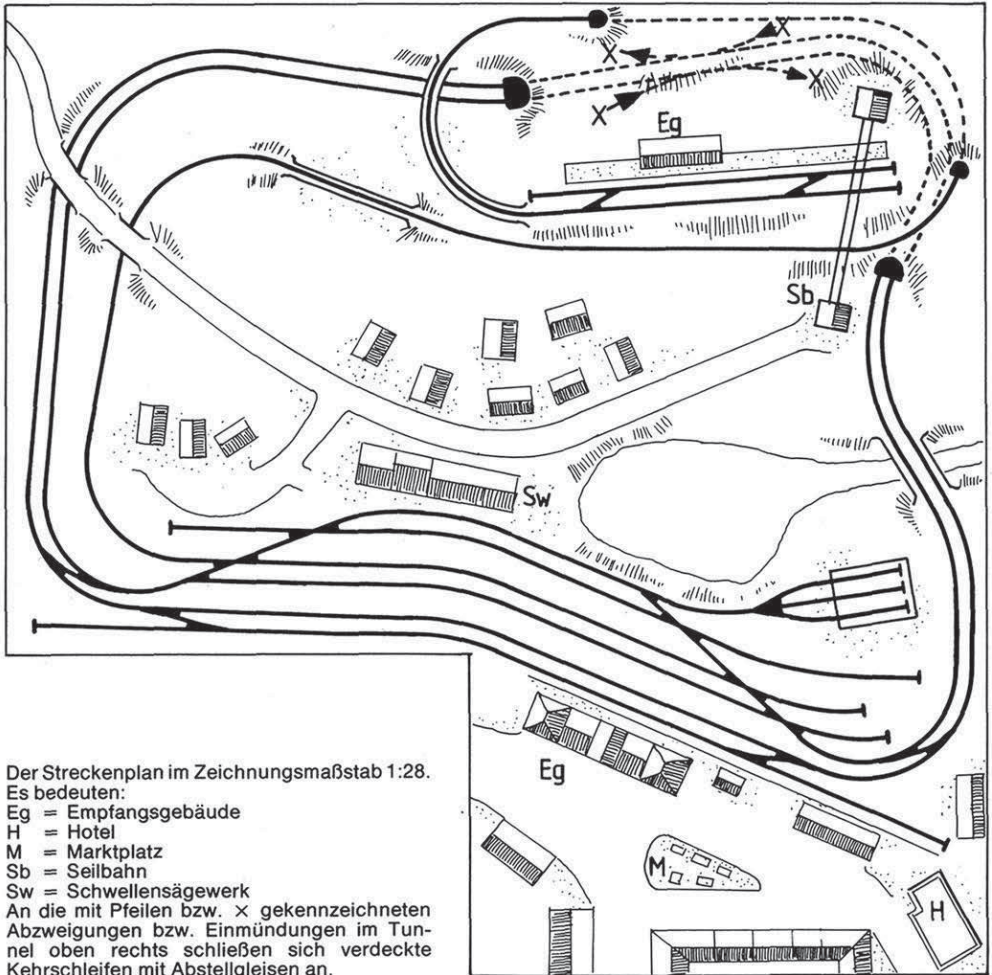 X
X
X
X
Eg
Sb
Sw
Eg
M
H
Der Streckenplan im Zeichnungsmaßstab 1:28.
Es bedeuten:
Eg = Empfangsgebäude
H = Hotel
M = Marktplatz
Sb = Seilbahn
Sw = Schwellensägewerk
An die mit Pfeilen bzw. × gekennzeichneten
Abzweigungen bzw. Einmündungen im Tun-
nel oben rechts schließen sich verdeckte
Kehrschleifen mit Abstellgleisen an.